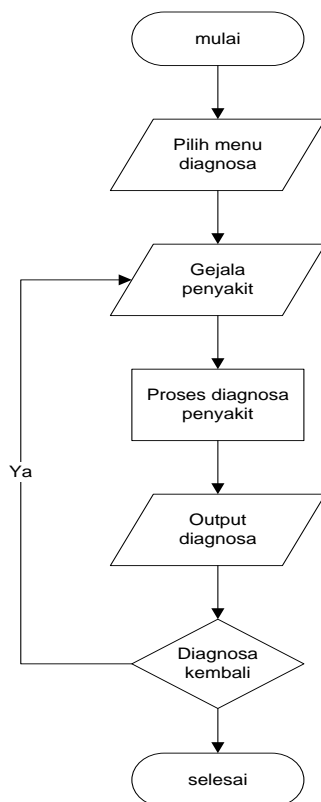 mulai
Pilih menu
diagnosa
Gejala
penyakit
Proses diagnosa
penyakit
Ya
Output
diagnosa
Diagnosa
kembali
selesai